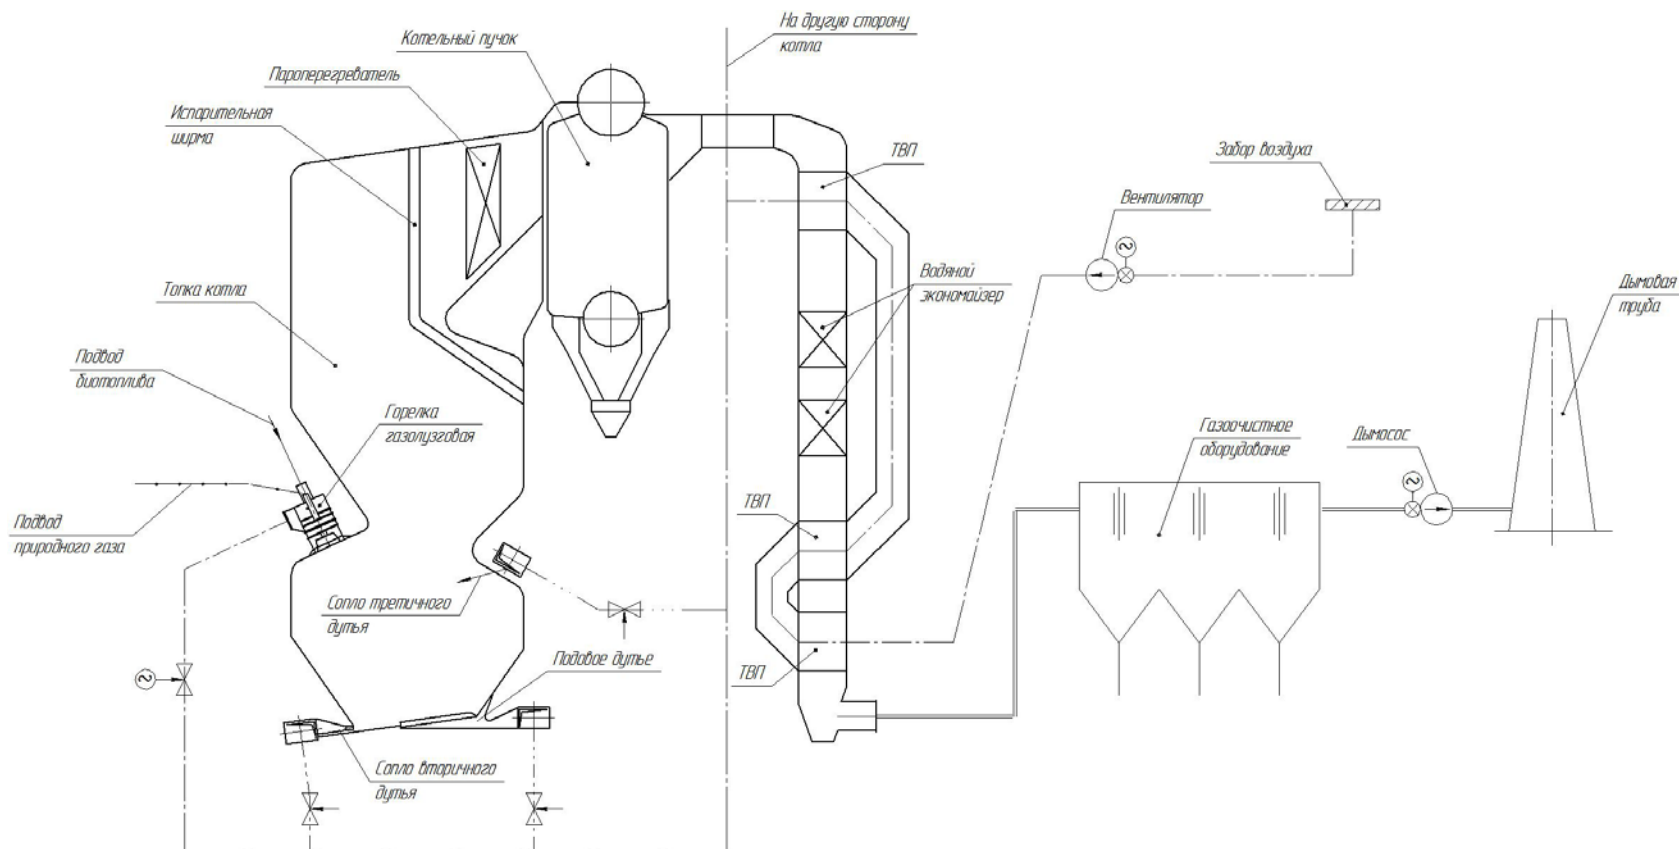 На другую сторону
котла
Котельный пучок
Пароперегреватель
Испарительная
ширма
ТВП
Забор воздуха
Вентилятор
Водяной
экономайзер
Дымовая
труба
Топка котла
Подвод
биотоплива
Горелка
газолузговая
Газоочистное
оборудование
Дымосос
ТВП
Подвод
природного газа
Сопло третичного
дутья
Подовое дутье
ТВП
Сопло вторичного
дутья